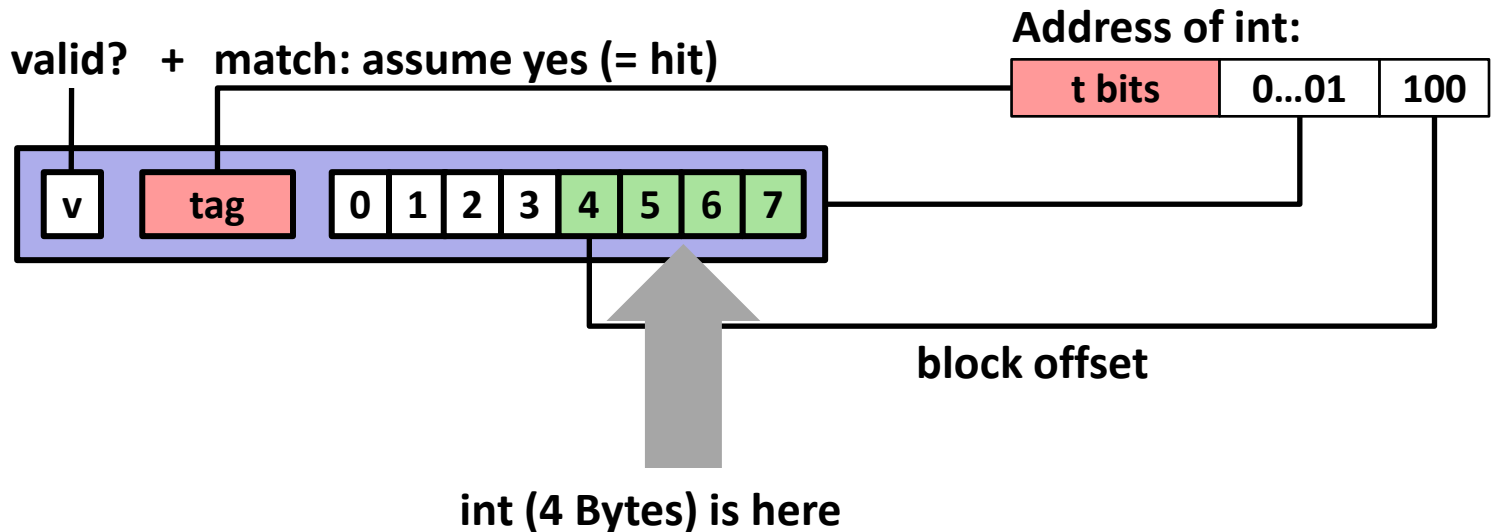 Address of int:
valid? + match: assume yes (= hit)
t bits 0...01 100
v tag 0 1 2 3 4 5 6 7
block offset
int (4 Bytes) is here